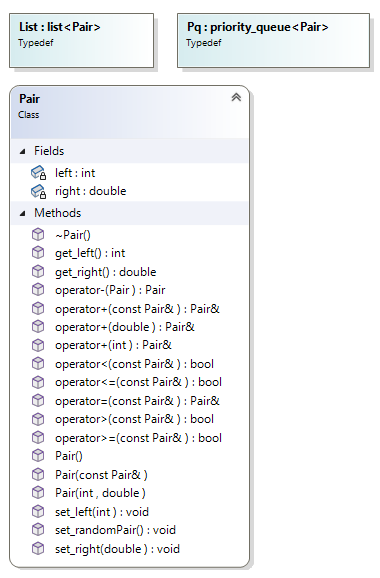 List : list<Pair>
Typedef
Pq : priority_queue<Pair>
Typedef
Pair
Class
Fields
left : int
right : double
Methods
~Pair()
get_left() : int
get_right() : double
operator-(Pair ) : Pair
operator+(const Pair& ) : Pair&
operator+(double ) : Pair&
operator+(int ) : Pair&
operator<(const Pair& ) : bool
operator<=(const Pair& ) : bool
operator=(const Pair& ) : Pair&
operator>(const Pair& ) : bool
operator>=(const Pair& ) : bool
Pair()
Pair(const Pair& )
Pair(int , double )
set_left(int ) : void
set_randomPair() : void
set_right(double ) : void